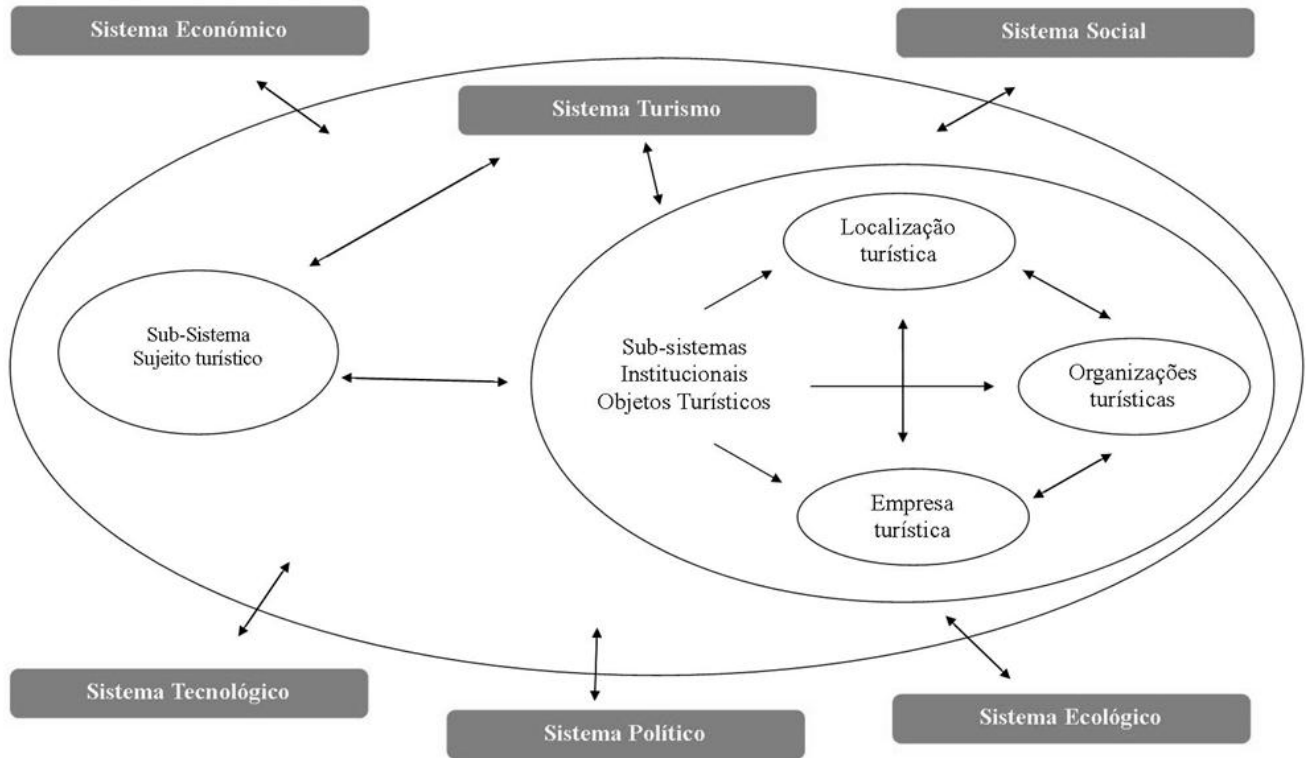 Sistema Económico
Sistema Social
Sistema Turismo
Localização
turística
Sub-Sistema
Sujeito turístico
Sub-sistemas
Institucionais
Objetos Turísticos
Organizações
turísticas
Empresa
turística
Sistema Tecnológico
Sistema Político
Sistema Ecológico